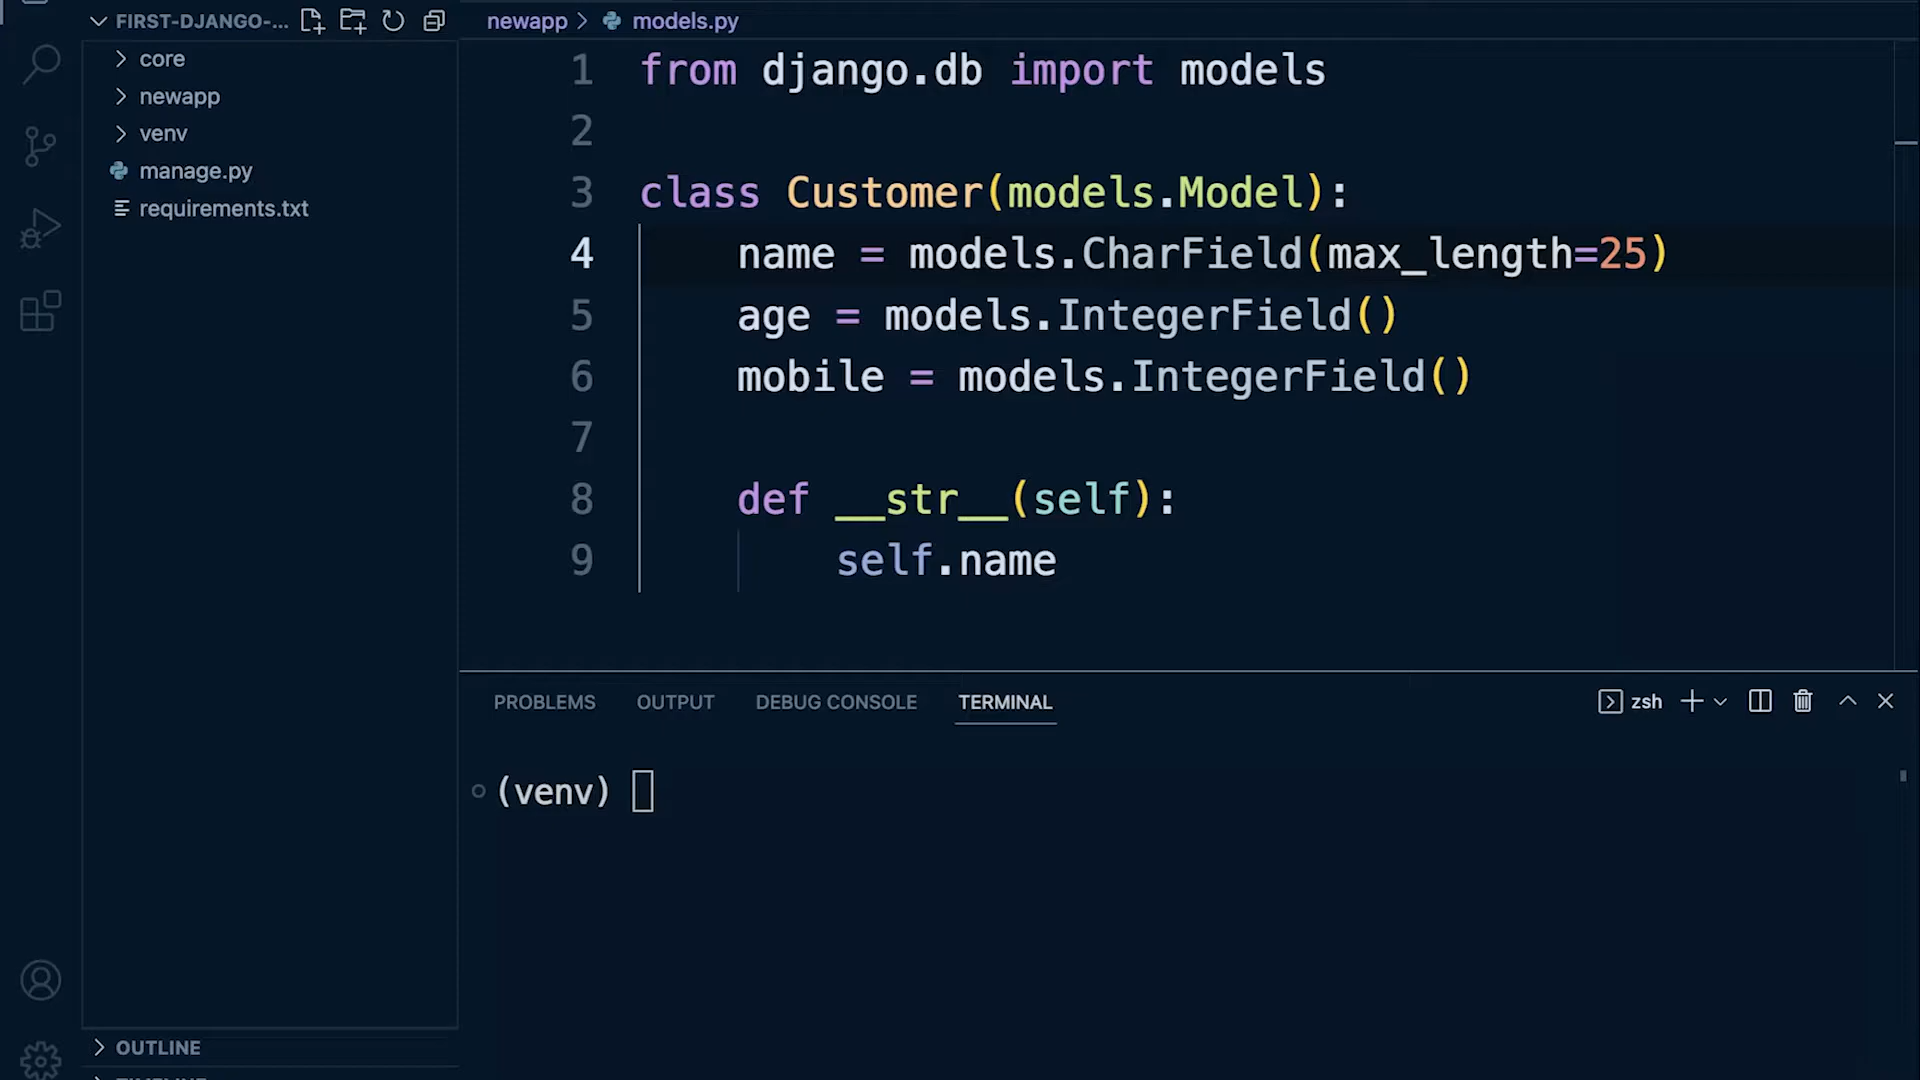 FIRST-DJANGO-...
core
newapp
venv
manage.py
requirements.txt
OUTLINE
newapp > models.py
1 from django.db import models
2
3 class Customer(models.Model):
4     name = models.CharField(max_length=25)
5     age = models.IntegerField()
6     mobile = models.IntegerField()
7
8     def __str__(self):
9         self.name
PROBLEMS OUTPUT DEBUG CONSOLE TERMINAL
zsh
(venv)